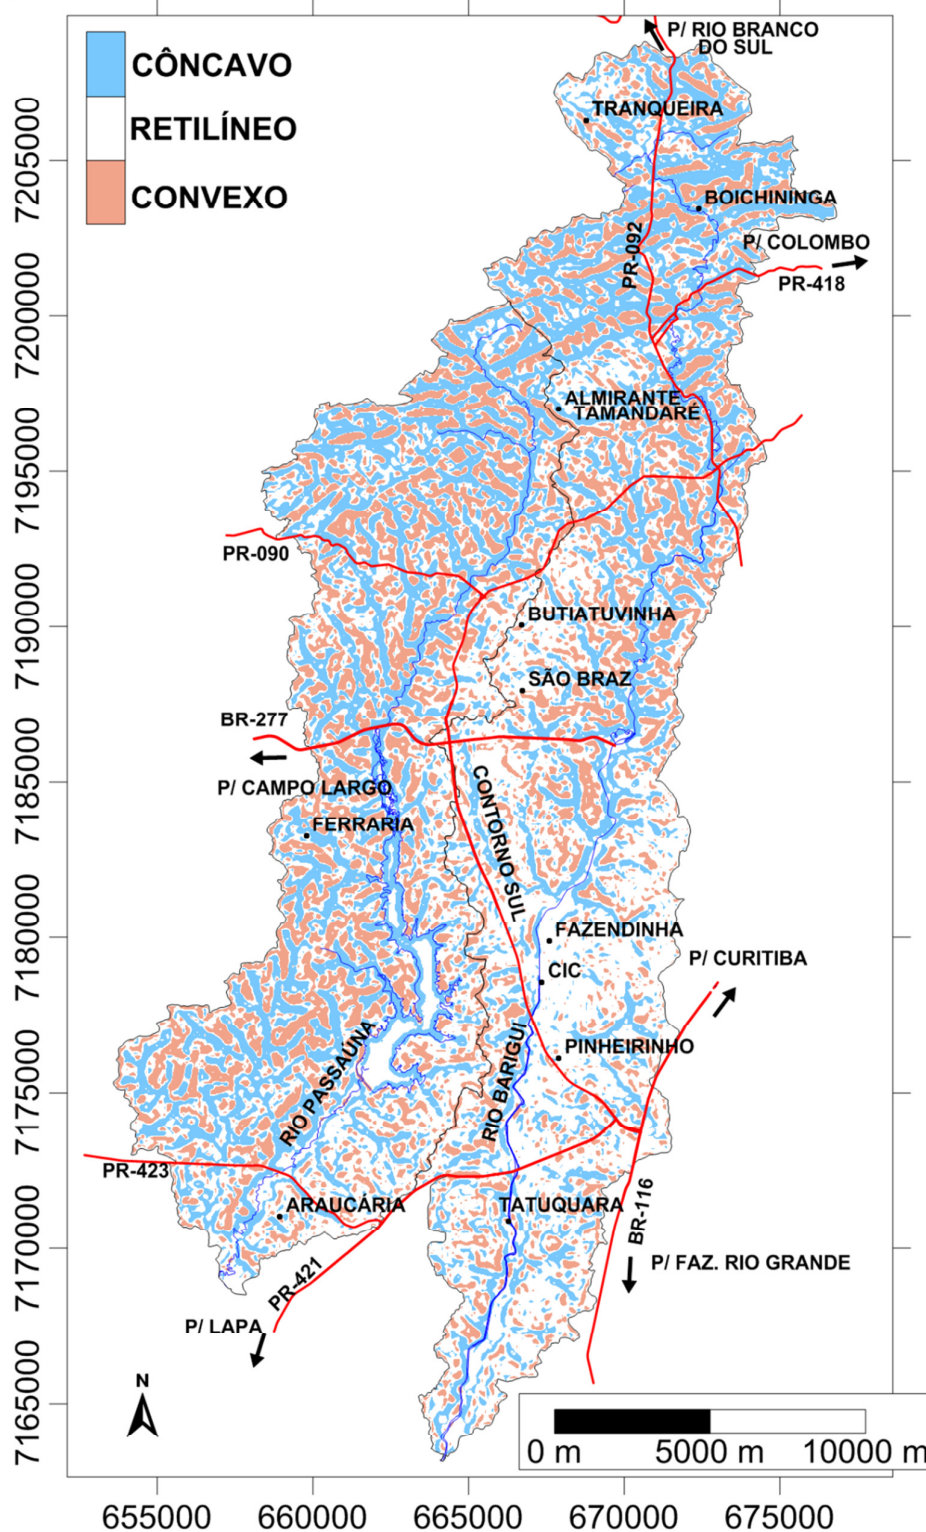 P/ RIO BRANCO
DO SUL
CÔNCAVO
RETILÍNEO
CONVEXO
TRANQUEIRA
BOICHININGA
PR-092
P/ COLOMBO
PR-418
ALMIRANTE
TAMANDARÉ
PR-090
BUTIATUVINHA
SÃO BRAZ
BR-277
P/ CAMPO LARGO
FERRARIA
CONTORNO SUL
FAZENDINHA
CIC
P/ CURITIBA
PINHEIRINHO
RIO PASSAÚNA
RIO BARIGUI
PR-423
ARAUCÁRIA
TATUQUARA
BR-116
PR-421
P/ FAZ. RIO GRANDE
P/ LAPA
N
0 m 5000 m 10000 m
7205000
7200000
7195000
7190000
7185000
7180000
7175000
7170000
7165000
655000 660000 665000 670000 675000